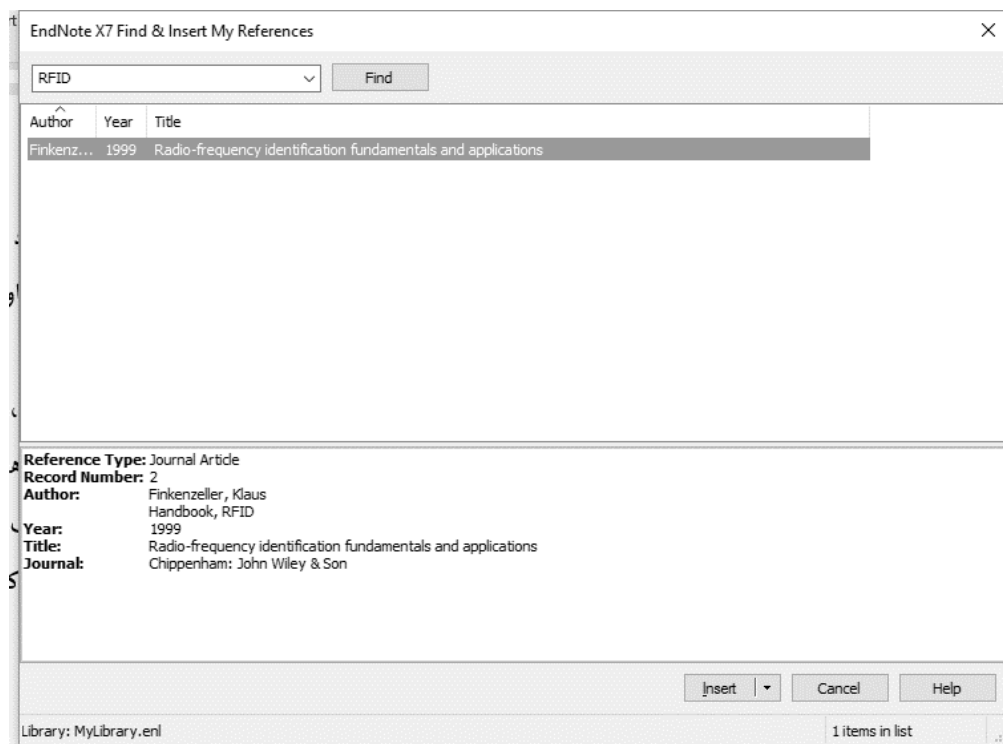 EndNote X7 Find & Insert My References
RFID
Find
Author Year Title
Finkenz... 1999 Radio-frequency identification fundamentals and applications
Reference Type: Journal Article
Record Number: 2
Author: Finkenzeller, Klaus
Handbook, RFID
Year: 1999
Title: Radio-frequency identification fundamentals and applications
Journal: Chippenham: John Wiley & Son
Insert Cancel Help
Library: MyLibrary.enl 1 items in list